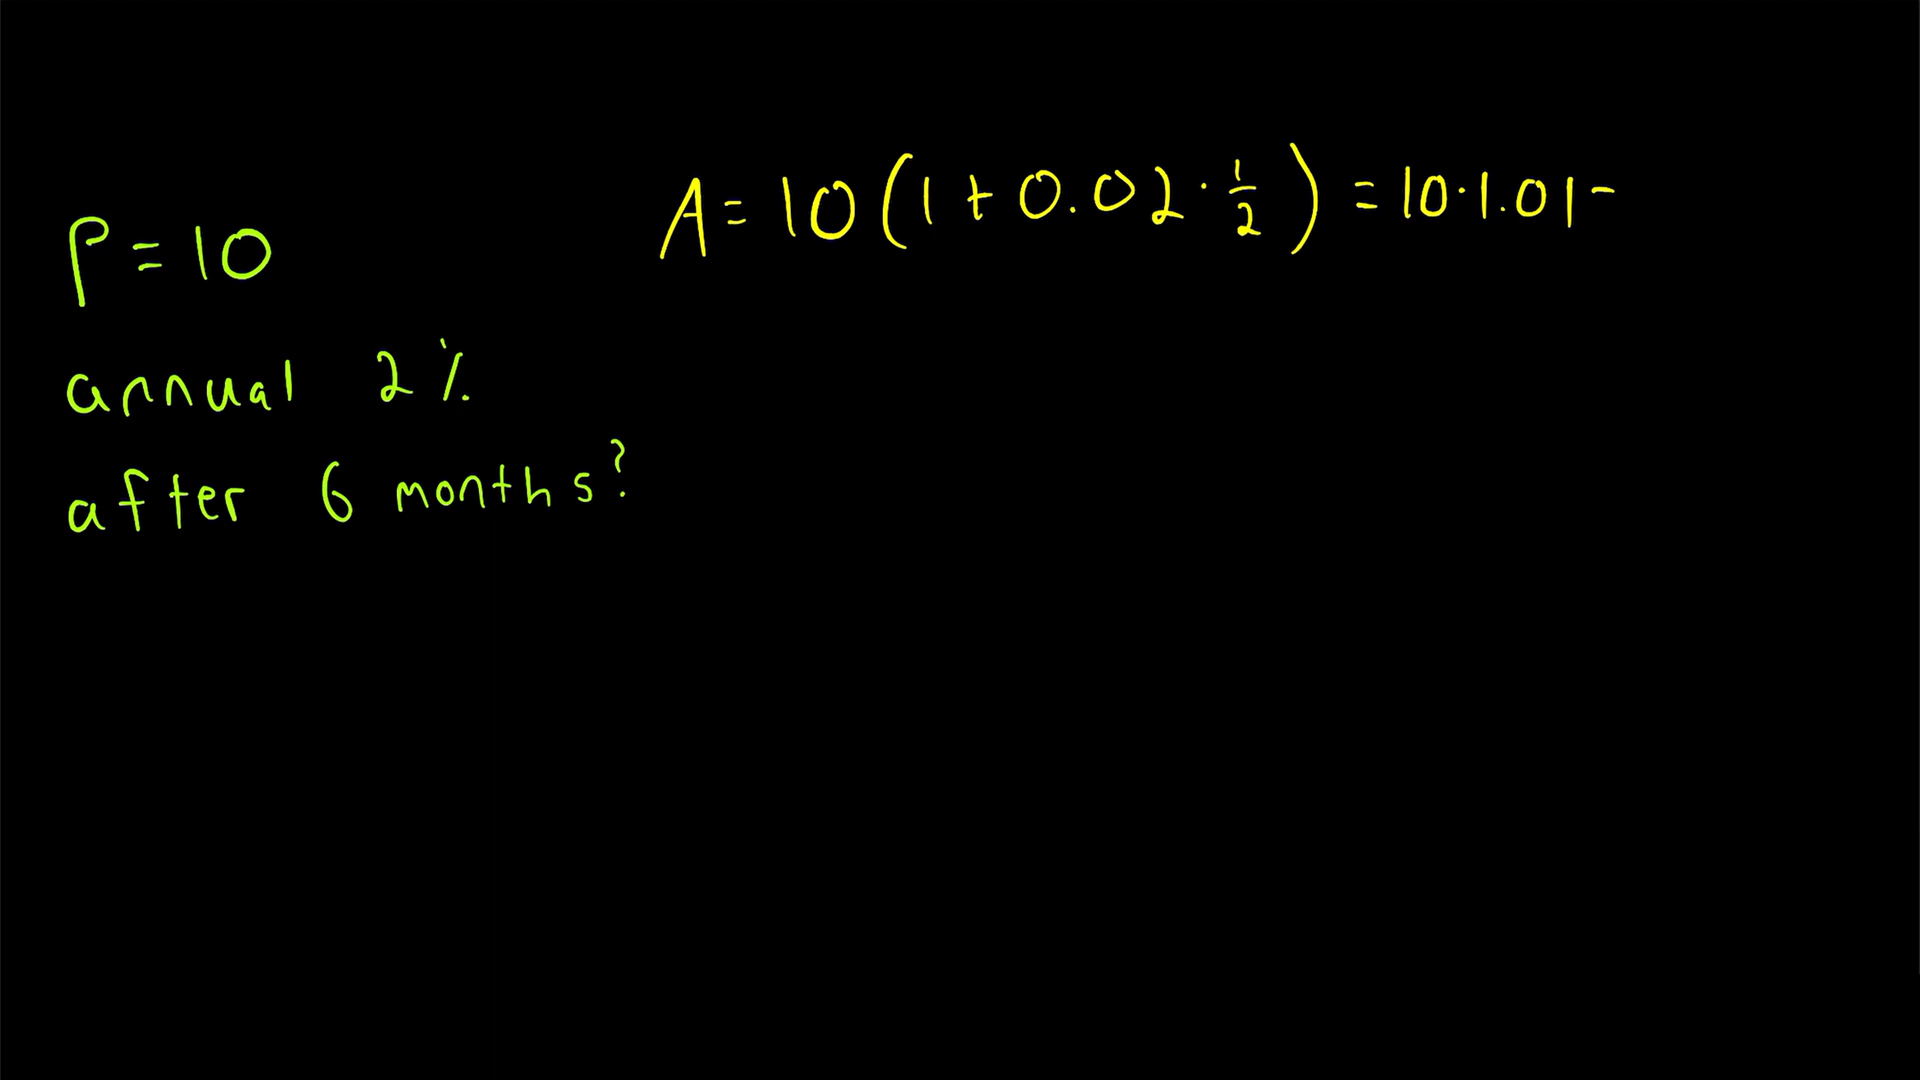 P = 10
annual 2%
after 6 months?
A = 10(1 + 0.02 · 1/2) = 10 · 1.01 -